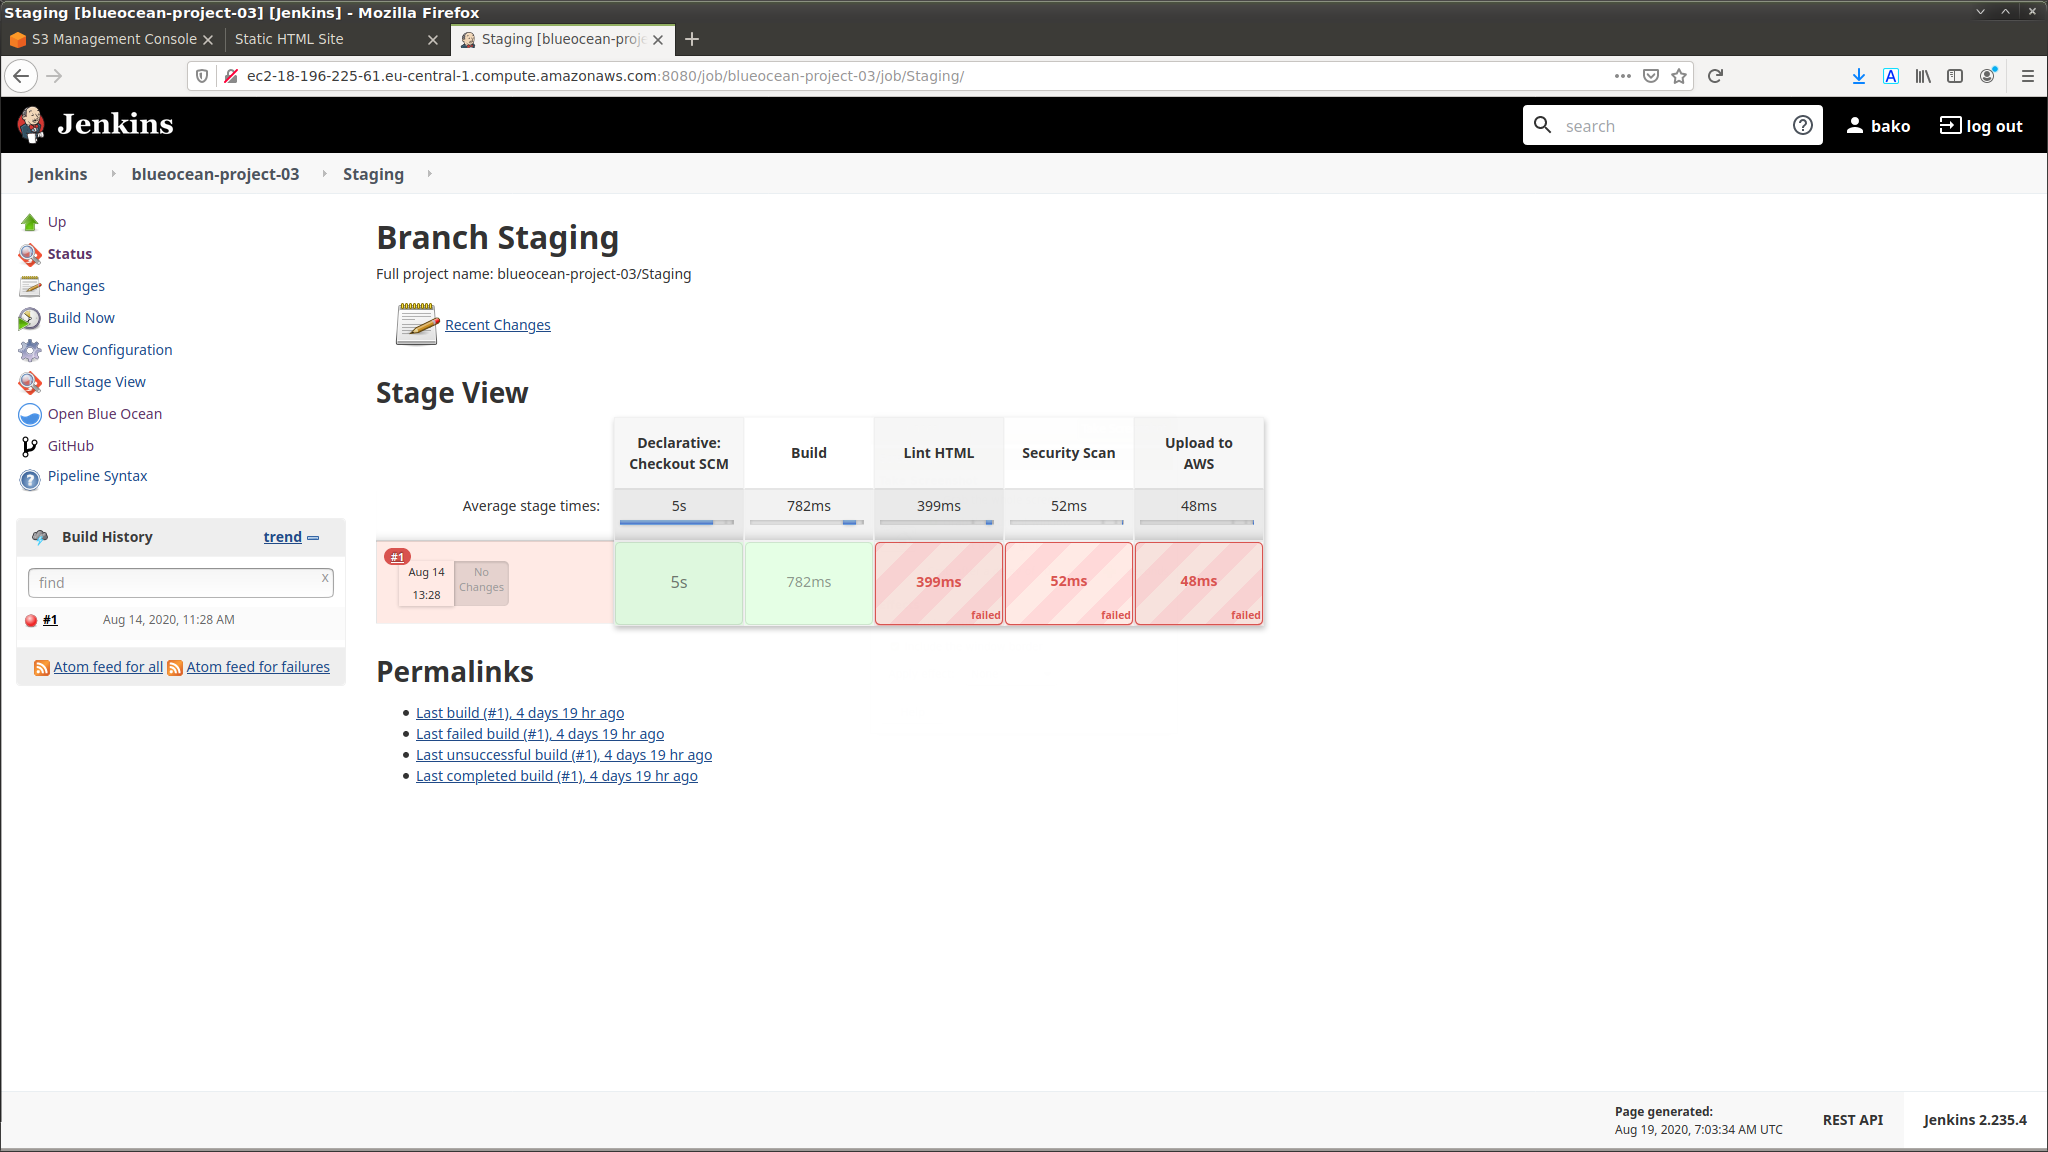 Staging [blueocean-project-03] [Jenkins] - Mozilla Firefox
S3 Management Console
Static HTML Site
Staging [blueocean-proje
ec2-18-196-225-61.eu-central-1.compute.amazonaws.com:8080/job/blueocean-project-03/job/Staging/
Jenkins
search
bako
log out
Jenkins
blueocean-project-03
Staging
Up
Status
Changes
Build Now
View Configuration
Full Stage View
Open Blue Ocean
GitHub
Pipeline Syntax
Build History
trend
find
x
#1
Aug 14, 2020, 11:28 AM
Atom feed for all
Atom feed for failures
Branch Staging
Full project name: blueocean-project-03/Staging
Recent Changes
Stage View
Declarative:
Checkout SCM
Build
Lint HTML
Security Scan
Upload to
AWS
Average stage times:
5s
782ms
399ms
52ms
48ms
#1
Aug 14
13:28
No
Changes
5s
782ms
399ms
failed
52ms
failed
48ms
failed
Permalinks
• Last build (#1), 4 days 19 hr ago
• Last failed build (#1), 4 days 19 hr ago
• Last unsuccessful build (#1), 4 days 19 hr ago
• Last completed build (#1), 4 days 19 hr ago
Page generated:
Aug 19, 2020, 7:03:34 AM UTC
REST API
Jenkins 2.235.4